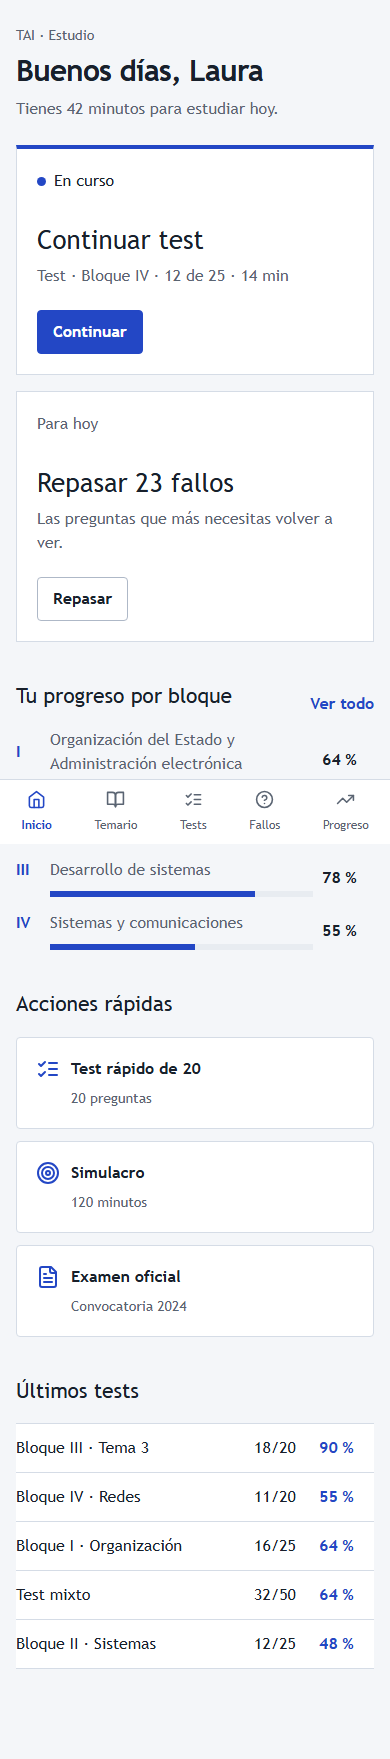 TAI · Estudio
Buenos días, Laura
Tienes 42 minutos para estudiar hoy.
En curso
Continuar test
Test · Bloque IV · 12 de 25 · 14 min
Continuar
Para hoy
Repasar 23 fallos
Las preguntas que más necesitas volver a
ver.
Repasar
Tu progreso por bloque
Ver todo
I
Organización del Estado y
Administración electrónica
64 %
Inicio
Temario
Tests
Fallos
Progreso
III Desarrollo de sistemas 78 %
IV Sistemas y comunicaciones 55 %
Acciones rápidas
Test rápido de 20
20 preguntas
Simulacro
120 minutos
Examen oficial
Convocatoria 2024
Últimos tests
Bloque III · Tema 3 18/20 90 %
Bloque IV · Redes 11/20 55 %
Bloque I · Organización 16/25 64 %
Test mixto 32/50 64 %
Bloque II · Sistemas 12/25 48 %